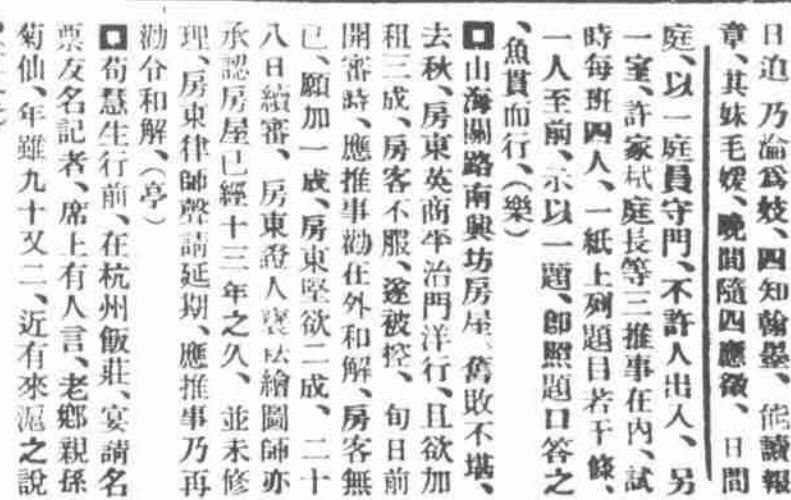 日迫　乃淪爲妓、四知翰墨、能讀報
章、其妹毛媛、晚間隨四應徵、日間
庭、以一庭員守門、不許人出入、另
一室、許家栻庭長等三推事在內、試
時每班四人、一紙上列題目若干條、
一人至前、示以一題、卽照題口答之
、魚貫而行、（樂）
山海關路南興坊房屋、舊敗不堪、
去秋、房東英商平治門洋行、且欲加
租三成、房客不服、遂被控、旬日前
開審時、應推事勸在外和解、房客無
已、願加一成、房東堅欲二成、二十
八日續審、房東證人繪圖師亦
承認房屋已經十三年之久、並未修
理、房東律師聲請延期、應推事乃再
勸令和解、（亭）
荀慧生行前、在杭州飯莊、宴請名
票友名記者、席上有人言、老鄉親孫
菊仙、年雖九十又二、近有來滬之說